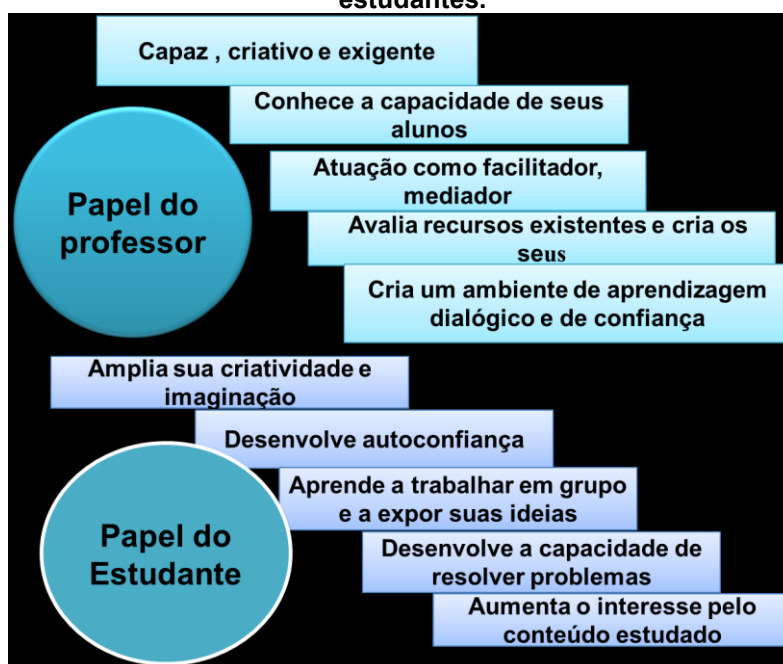 estudantes.
Capaz , criativo e exigente
Conhece a capacidade de seus
alunos
Atuação como facilitador,
mediador
Papel do
professor
Avalia recursos existentes e cria os
seus
Cria um ambiente de aprendizagem
dialógico e de confiança
Amplia sua criatividade e
imaginação
Desenvolve autoconfiança
Aprende a trabalhar em grupo
e a expor suas ideias
Papel do
Estudante
Desenvolve a capacidade de
resolver problemas
Aumenta o interesse pelo
conteúdo estudado